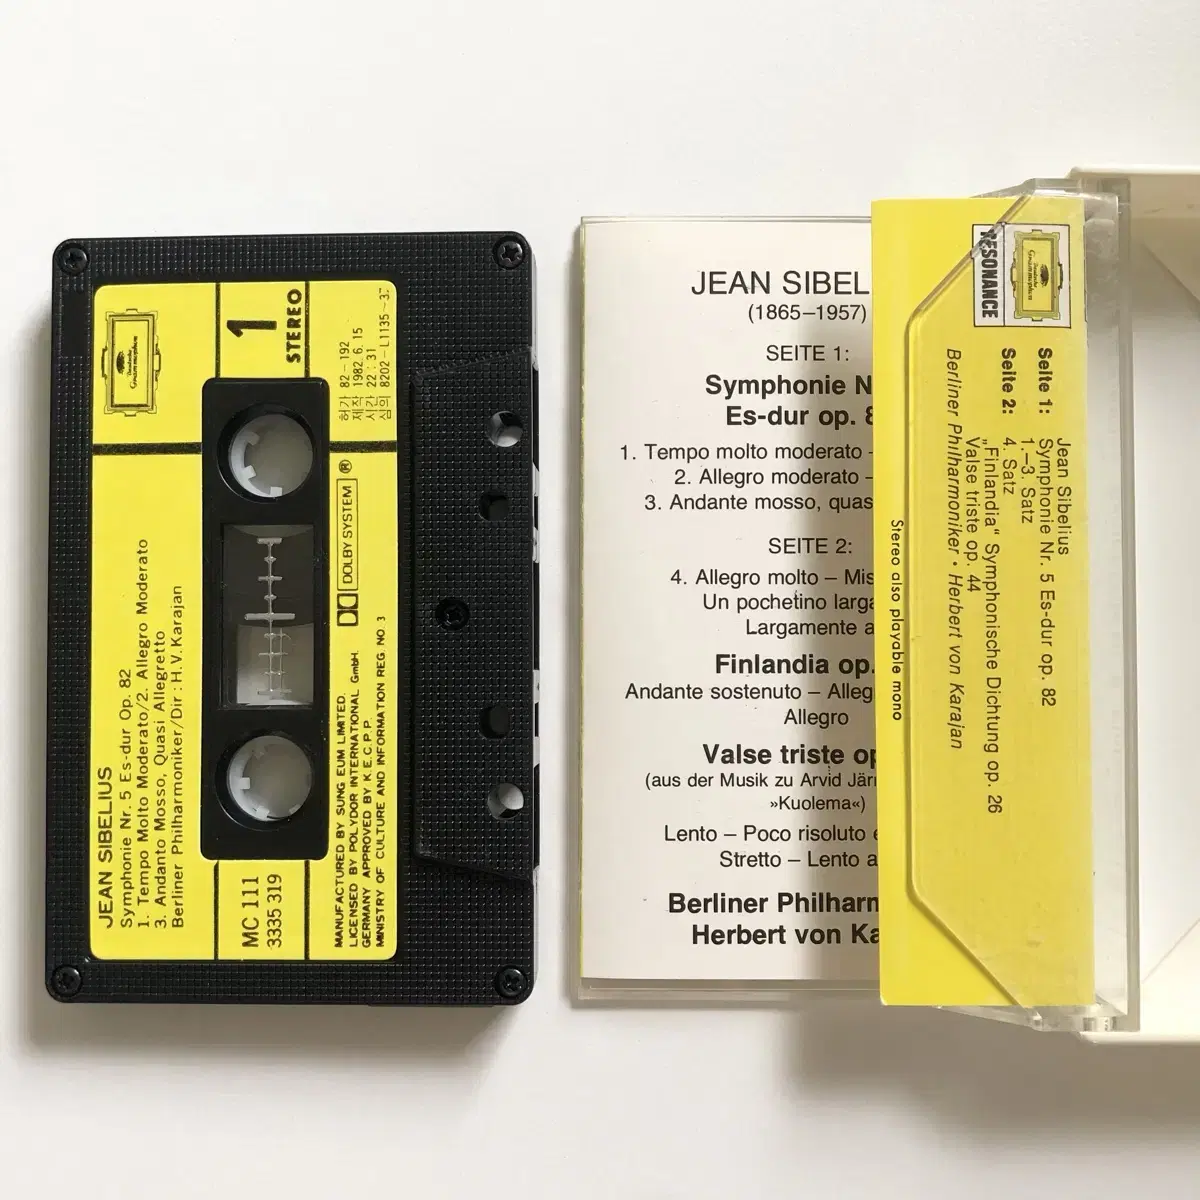 Deutsche
Grammophon
1
STEREO
허가 82-192
제작 1982. 6. 15
시간 22 : 31
심의 8202-L1135-3
DOLBY SYSTEM ®
JEAN SIBELIUS
Symphonie Nr. 5 Es-dur Op. 82
1. Tempo Molto Moderato/2. Allegro Moderato
3. Andanto Mosso, Quasi Allegretto
Berliner Philharmoniker/Dir : H.V. Karajan
MC 111
3335 319
MANUFACTURED BY SUNG EUM LIMITED.
LICENSED BY POLYDOR INTERNATIONAL GmbH.
GERMANY APPROVED BY K.E.C.P.P.
MINISTRY OF CULTURE AND INFORMATION REG NO. 3
JEAN SIBEL
(1865–1957)
SEITE 1:
Symphonie N
Es-dur op. 8
1. Tempo molto moderato –
2. Allegro moderato –
3. Andante mosso, quas
SEITE 2:
4. Allegro molto – Mis
Un pochetino larga
Largamente a
Finlandia op.
Andante sostenuto – Alleg
Allegro
Valse triste op
(aus der Musik zu Arvid Järn
»Kuolema«)
Lento – Poco risoluto
Stretto – Lento a
Berliner Philharm
Herbert von Ka
Deutsche
Grammophon
RESONANCE
Jean Sibelius
Seite 1: Symphonie Nr. 5 Es-dur op. 82
1.–3. Satz
Seite 2: 4. Satz
„Finlandia“ Symphonische Dichtung op. 26
Valse triste op. 44
Berliner Philharmoniker • Herbert von Karajan
Stereo also playable mono